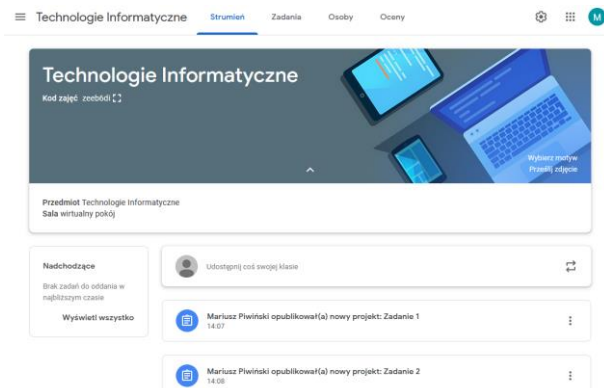 Technologie Informatyczne
Strumień
Zadania
Osoby
Oceny
M
Technologie Informatyczne
Kod zajęć zeebódi
Wybierz motyw
Prześlij zdjęcie
Przedmiot Technologie Informatyczne
Sala wirtualny pokój
Nadchodzące
Brak zadań do oddania w
najbliższym czasie
Wyświetl wszystko
Udostępnij coś swojej klasie
Mariusz Piwiński opublikował(a) nowy projekt: Zadanie 1
14:07
Mariusz Piwiński opublikował(a) nowy projekt: Zadanie 2
14:08